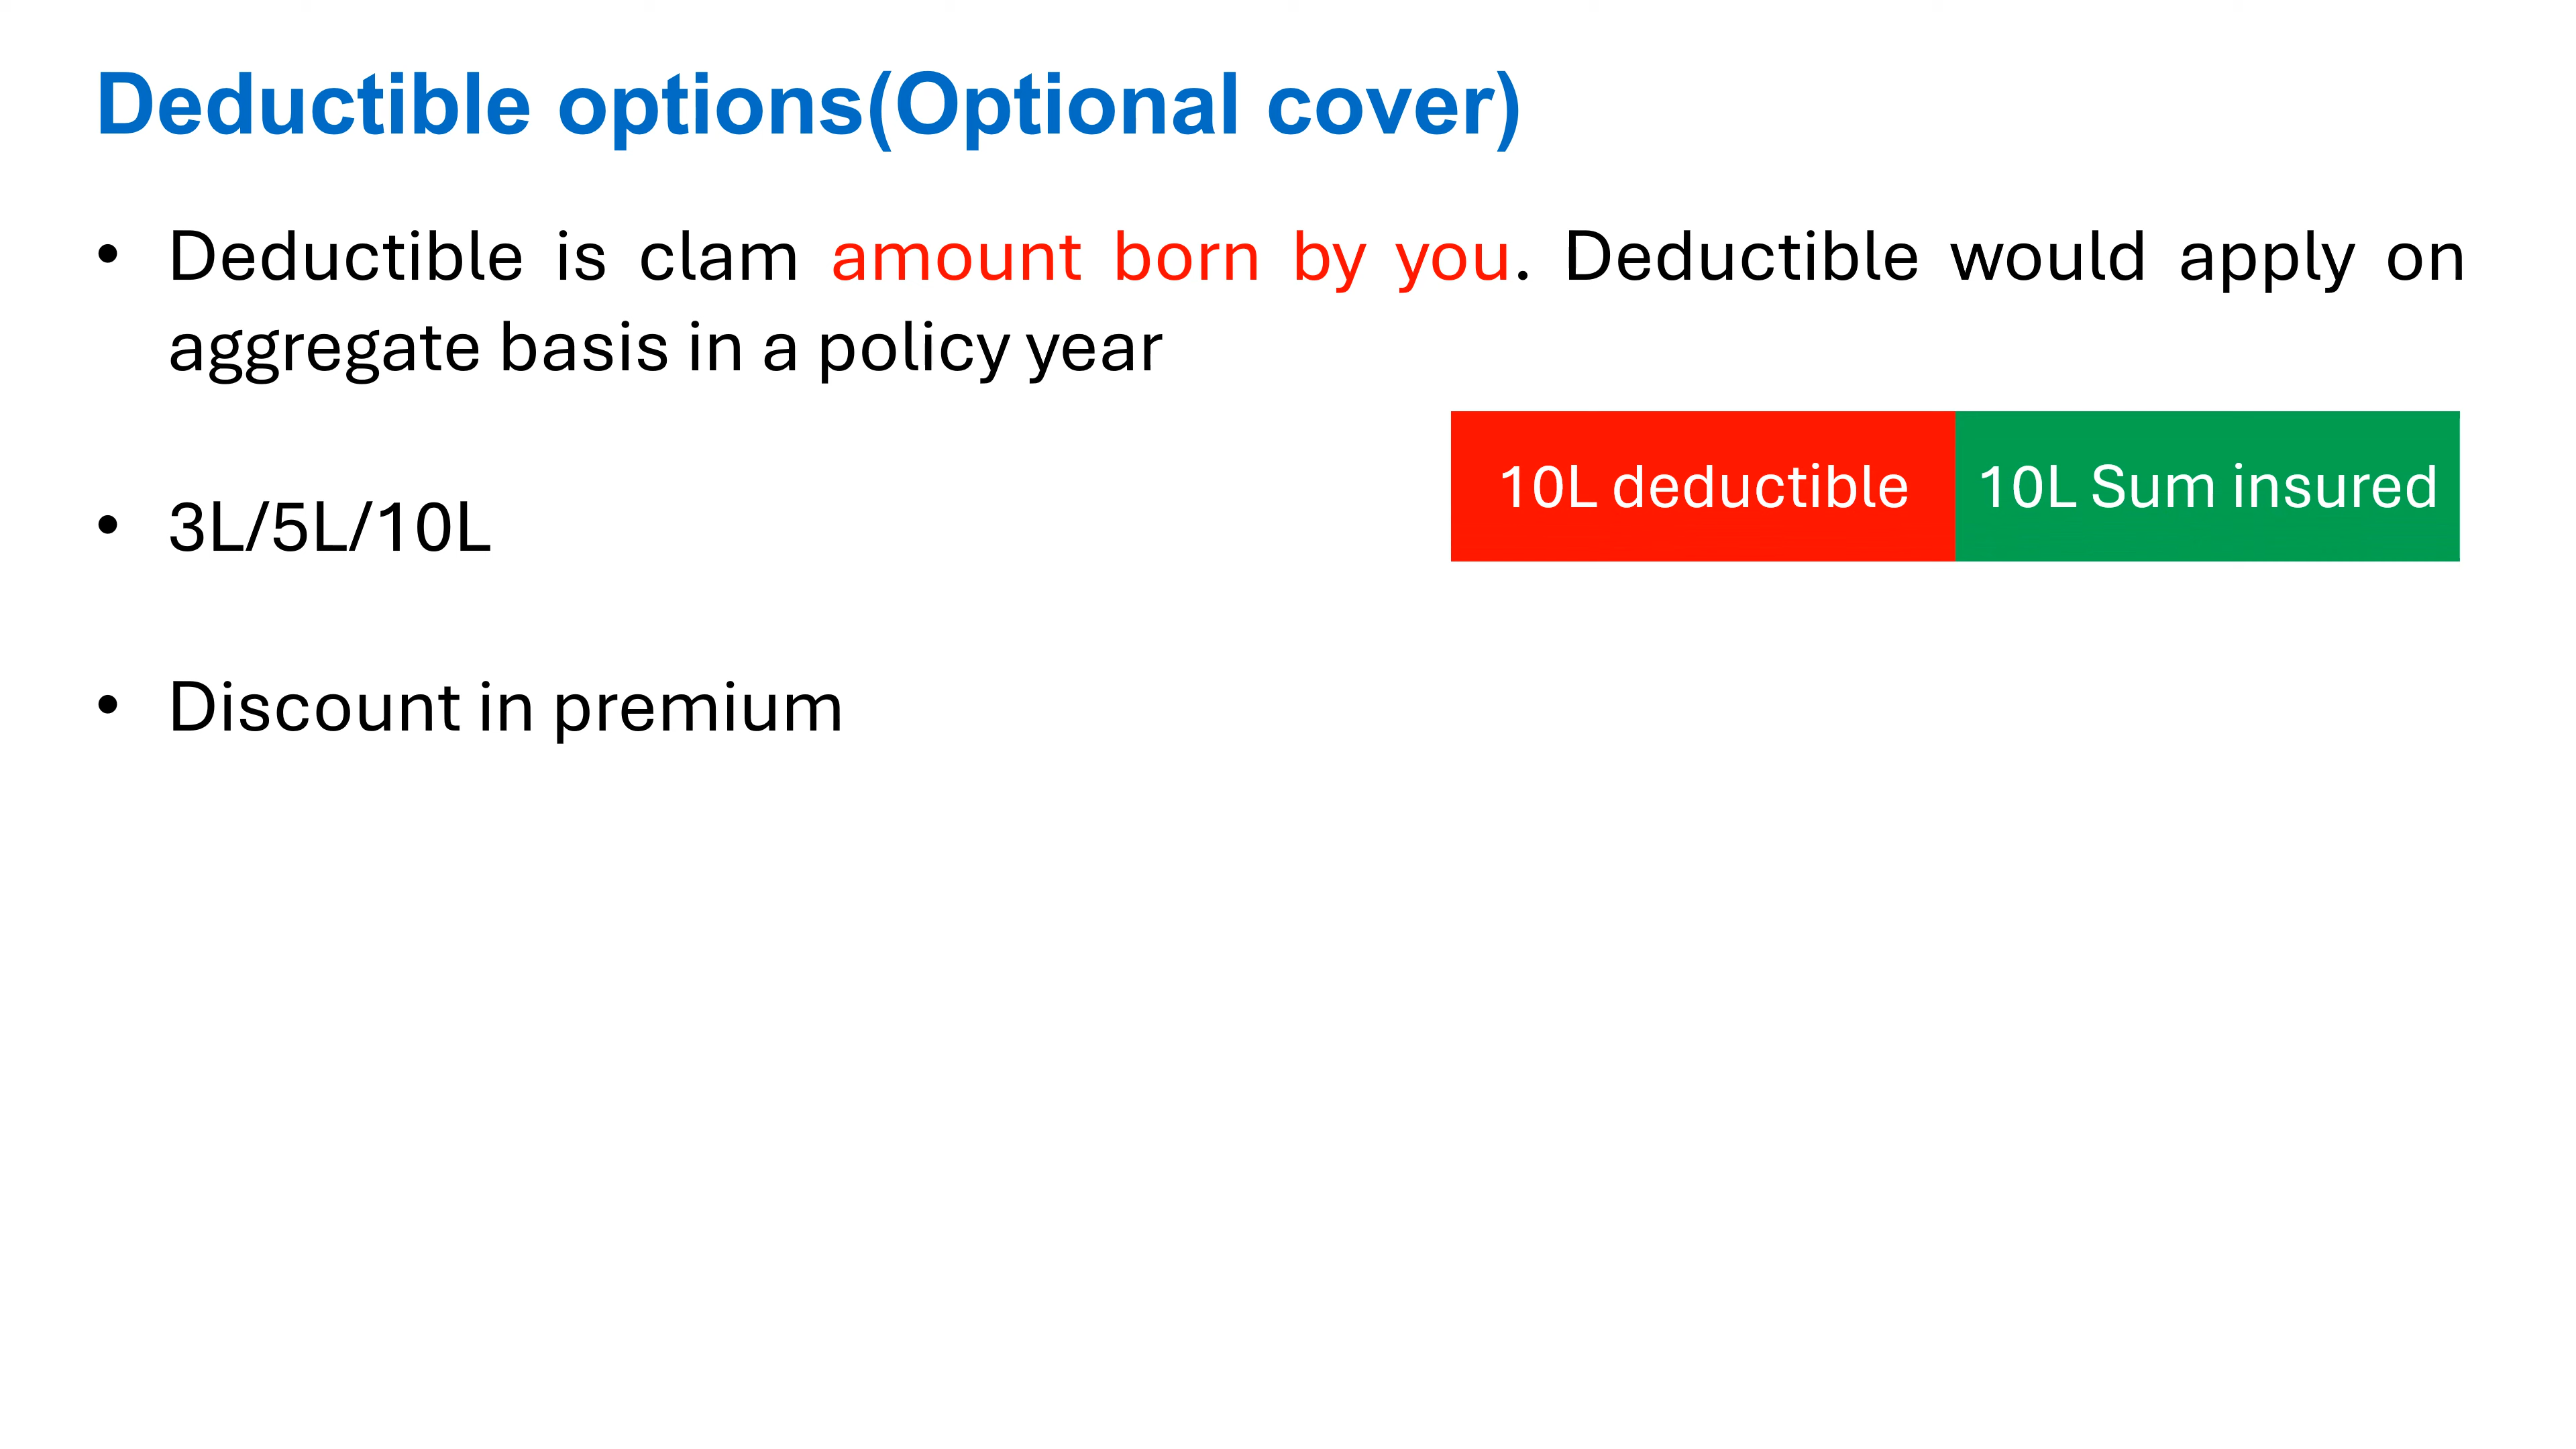 Deductible options(Optional cover)
• Deductible is clam amount born by you. Deductible would apply on
aggregate basis in a policy year
10L deductible 10L Sum insured
• 3L/5L/10L
• Discount in premium